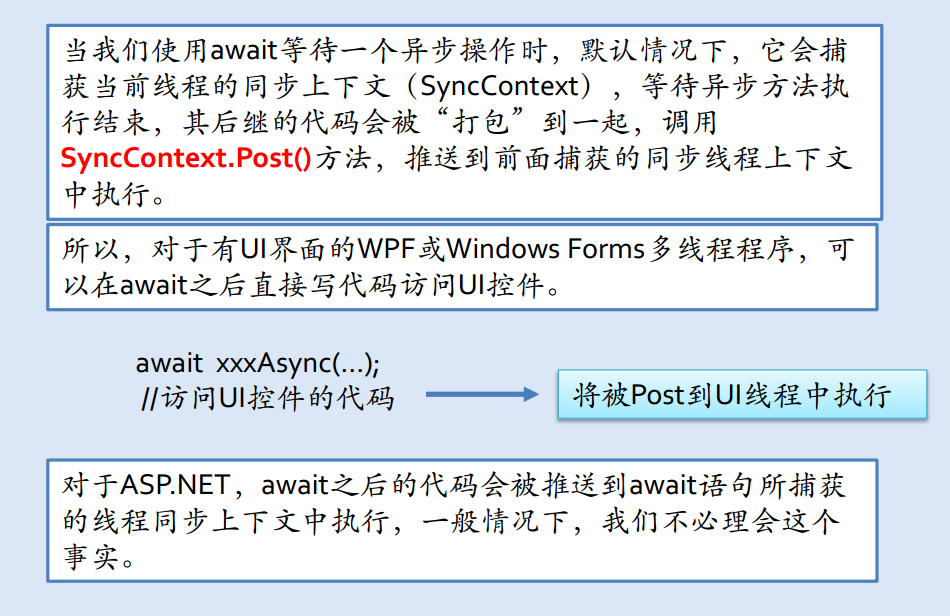 当我们使用await等待一个异步操作时，默认情况下，它会捕
获当前线程的同步上下文（SyncContext），等待异步方法执
行结束，其后继的代码会被“打包”到一起，调用
SyncContext.Post()方法，推送到前面捕获的同步线程上下文
中执行。
所以，对于有UI界面的WPF或Windows Forms多线程程序，可
以在await之后直接写代码访问UI控件。
await xxxAsync(…);
//访问UI控件的代码
将被Post到UI线程中执行
对于ASP.NET，await之后的代码会被推送到await语句所捕获
的线程同步上下文中执行，一般情况下，我们不必理会这个
事实。